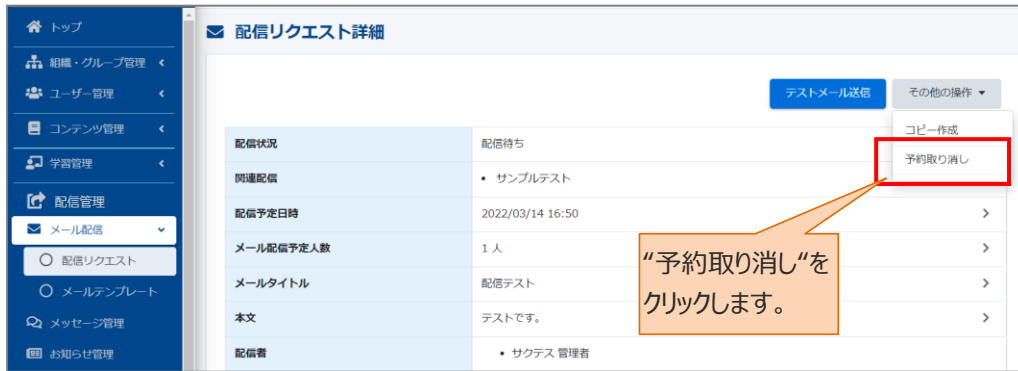 トップ
組織・グループ管理
ユーザー管理
コンテンツ管理
学習管理
配信管理
メール配信
配信リクエスト
メールテンプレート
メッセージ管理
お知らせ管理
配信リクエスト詳細
テストメール送信 その他の操作
コピー作成
予約取り消し
配信状況 配信待ち
関連配信 • サンプルテスト
配信予定日時 2022/03/14 16:50
メール配信予定人数 1 人
メールタイトル 配信テスト
本文 テストです。
配信者 • サクテス 管理者
“予約取り消し“を
クリックします。